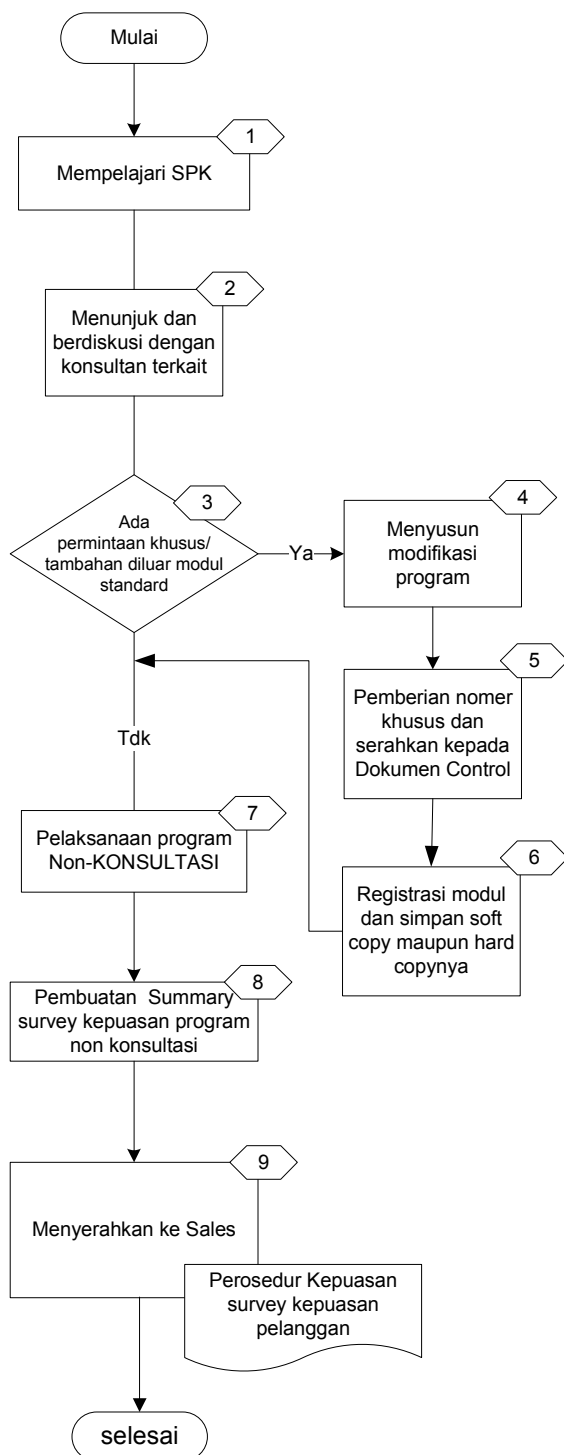 Mulai
1
Mempelajari SPK
2
Menunjuk dan
berdiskusi dengan
konsultan terkait
3
Ada
permintaan khusus/
tambahan diluar modul
standard
Ya
4
Menyusun
modifikasi
program
5
Pemberian nomer
khusus dan
serahkan kepada
Dokumen Control
6
Registrasi modul
dan simpan soft
copy maupun hard
copynya
Tdk
7
Pelaksanaan program
Non-KONSULTASI
8
Pembuatan Summary
survey kepuasan program
non konsultasi
9
Menyerahkan ke Sales
Perosedur Kepuasan
survey kepuasan
pelanggan
selesai